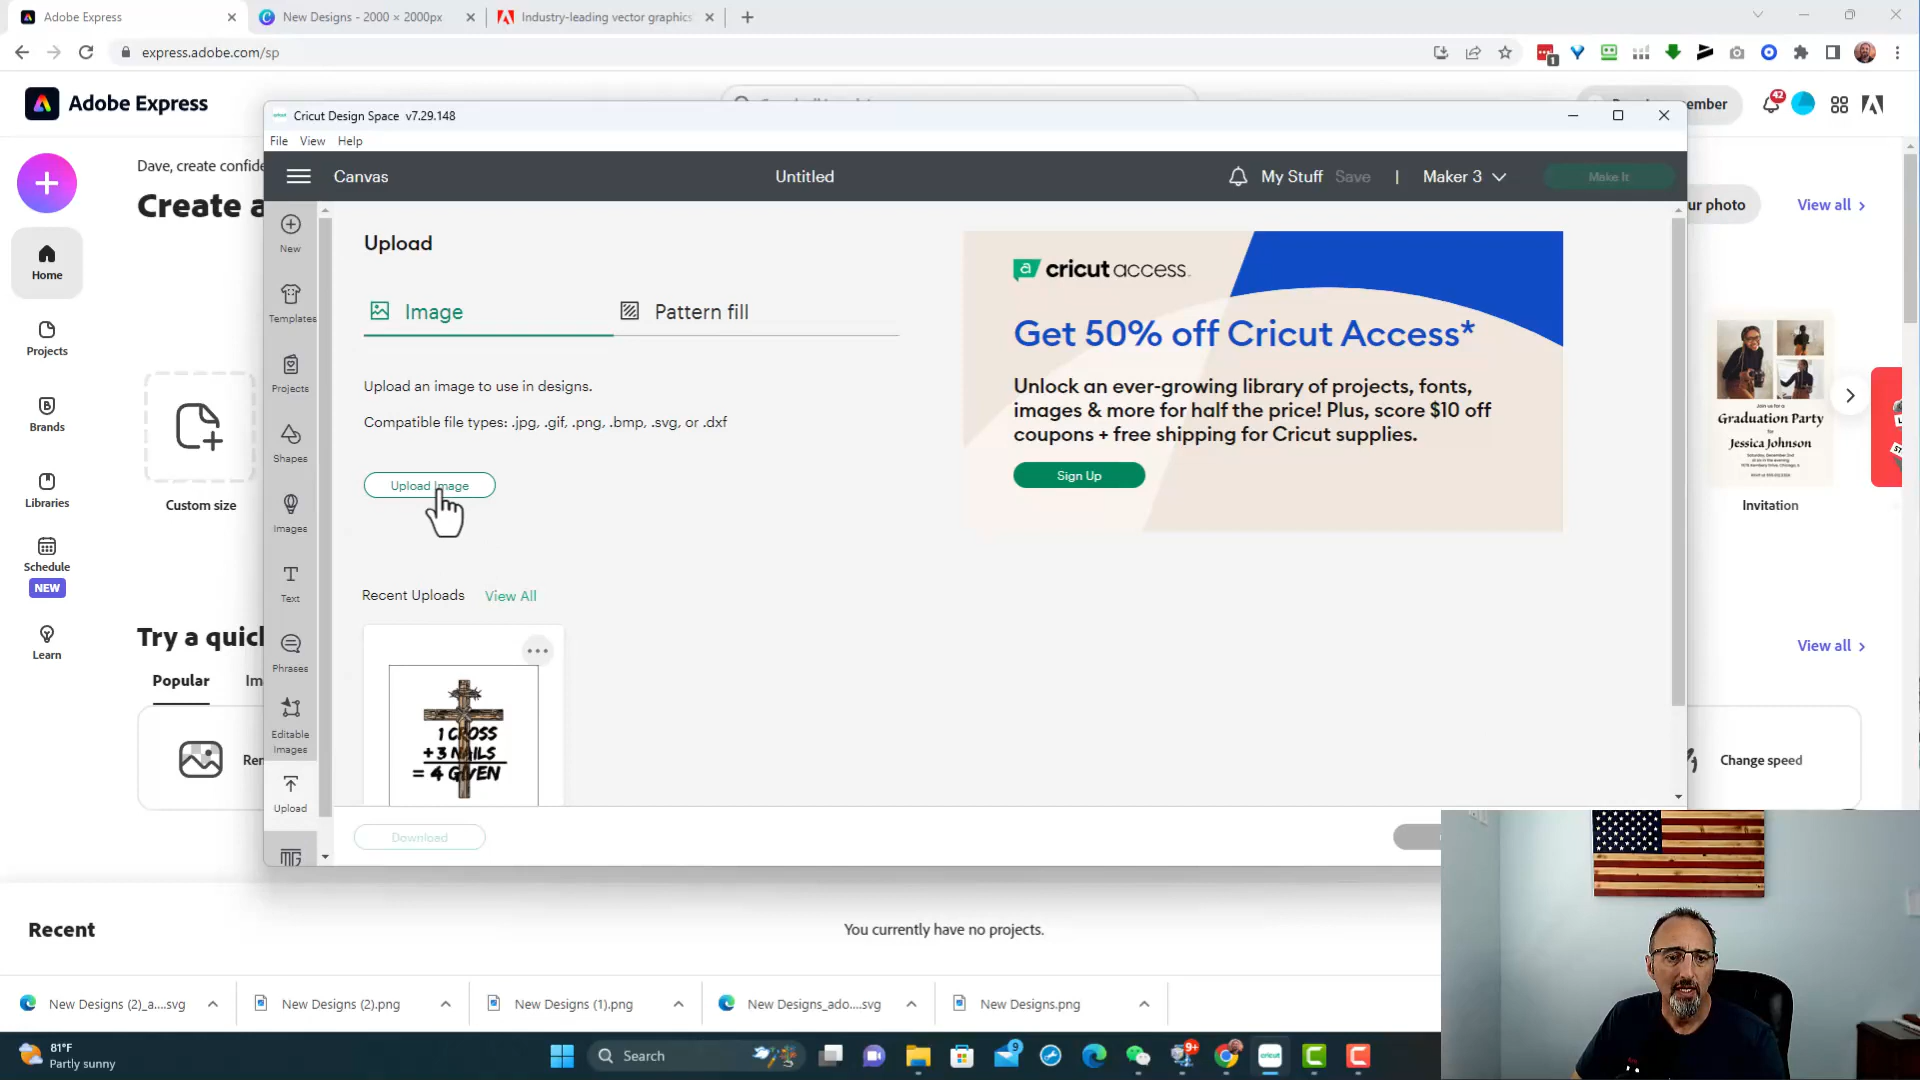 Adobe Express
New Designs - 2000 × 2000px
Industry-leading vector graphics
express.adobe.com/sp
1
Adobe Express
42
Dave, create confide
Create a
ur photo
View all
Home
Projects
Brands
Libraries
Schedule
NEW
Learn
Custom size
Graduation Party
for
Jessica Johnson
Invitation
Try a quic
View all
Popular
Im
Change speed
Cricut Design Space v7.29.148
File
View
Help
Canvas
Untitled
My Stuff
Save
|
Maker 3
Make It
New
Templates
Projects
Shapes
Images
Text
Phrases
Editable
Images
Upload
Upload
Image
Pattern fill
Upload an image to use in designs.
Compatible file types: .jpg, .gif, .png, .bmp, .svg, or .dxf
Upload Image
Recent Uploads
View All
1 CROSS
+ 3 NAILS
= 4 GIVEN
Download
cricut access
Get 50% off Cricut Access*
Unlock an ever-growing library of projects, fonts,
images & more for half the price! Plus, score $10 off
coupons + free shipping for Cricut supplies.
Sign Up
Recent
You currently have no projects.
New Designs (2)_a....svg
New Designs (2).png
New Designs (1).png
New Designs_ado....svg
New Designs.png
81°F
Partly sunny
Search
9
9+
cricut